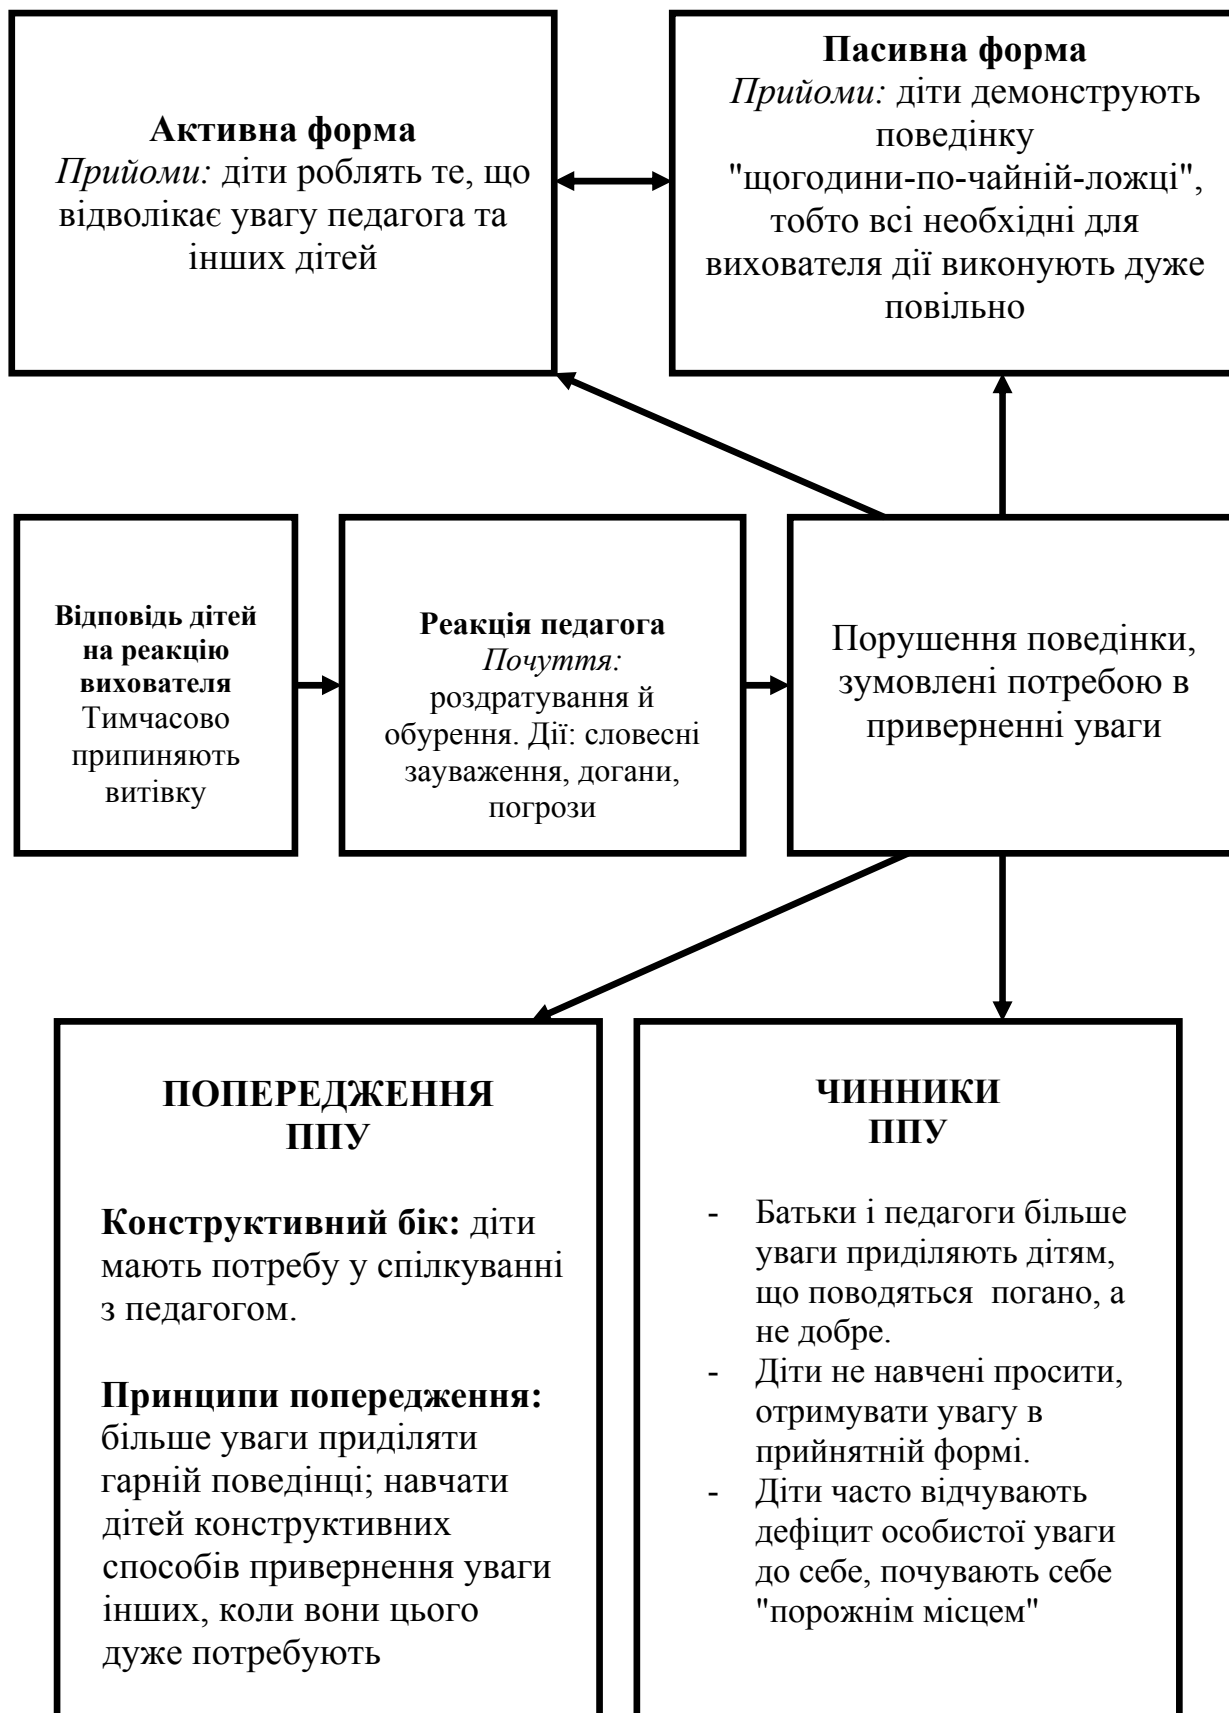 Активна форма
Прийоми: діти роблять те, що
відволікає увагу педагога та
інших дітей
Пасивна форма
Прийоми: діти демонструють
поведінку
"щогодини-по-чайній-ложці",
тобто всі необхідні для
вихователя дії виконують дуже
повільно
Відповідь дітей
на реакцію
вихователя
Тимчасово
припиняють
витівку
Реакція педагога
Почуття:
роздратування й
обурення. Дії: словесні
зауваження, догани,
погрози
Порушення поведінки,
зумовлені потребою в
приверненні уваги
ПОПЕРЕДЖЕННЯ
ППУ
Конструктивний бік: діти
мають потребу у спілкуванні
з педагогом.
Принципи попередження:
більше уваги приділяти
гарній поведінці; навчати
дітей конструктивних
способів привернення уваги
інших, коли вони цього
дуже потребують
ЧИННИКИ
ППУ
- Батьки і педагоги більше
уваги приділяють дітям,
що поводяться  погано, а
не добре.
- Діти не навчені просити,
отримувати увагу в
прийнятній формі.
- Діти часто відчувають
дефіцит особистої уваги
до себе, почувають себе
"порожнім місцем"